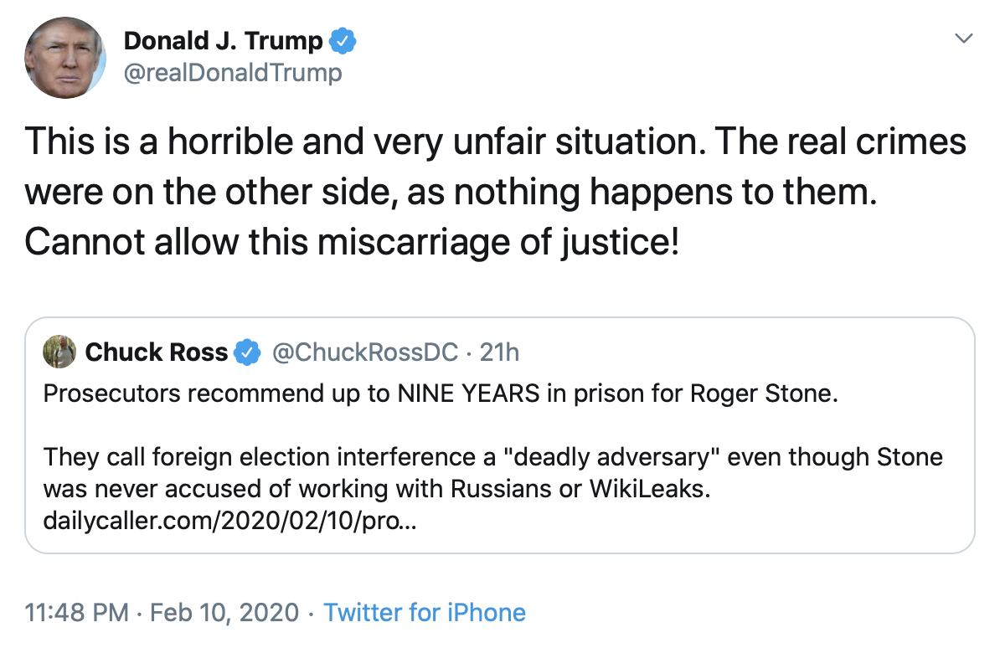 Donald J. Trump
@realDonaldTrump
This is a horrible and very unfair situation. The real crimes
were on the other side, as nothing happens to them.
Cannot allow this miscarriage of justice!
Chuck Ross @ChuckRossDC · 21h
Prosecutors recommend up to NINE YEARS in prison for Roger Stone.
They call foreign election interference a "deadly adversary" even though Stone
was never accused of working with Russians or WikiLeaks.
dailycaller.com/2020/02/10/pro...
11:48 PM · Feb 10, 2020 · Twitter for iPhone